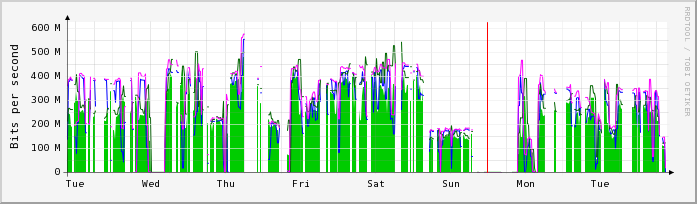 600 M
500 M
400 M
300 M
200 M
100 M
0
Bits per second
Tue Wed Thu Fri Sat Sun Mon Tue
RRDTOOL / TOBI OETIKER